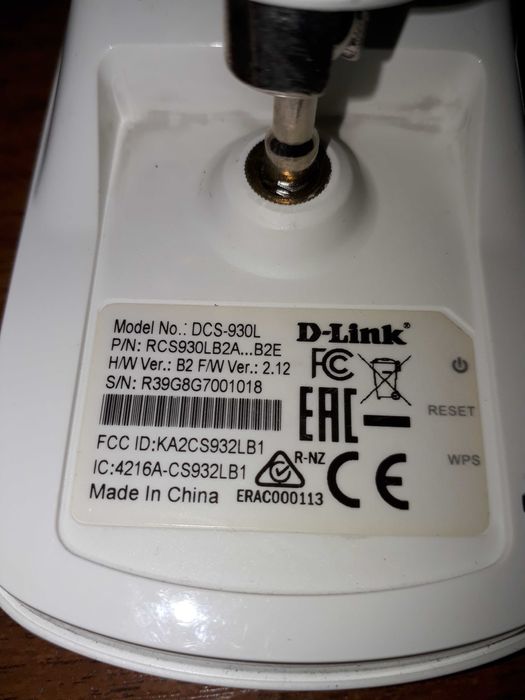 Model No.: DCS-930L
D-Link®
P/N: RCS930LB2A...B2E
H/W Ver.: B2 F/W Ver.: 2.12
S/N: R39G8G7001018
FC
EAC
RESET
FCC ID:KA2CS932LB1
IC:4216A-CS932LB1
R-NZ
WPS
CE
Made In China
ERAC000113